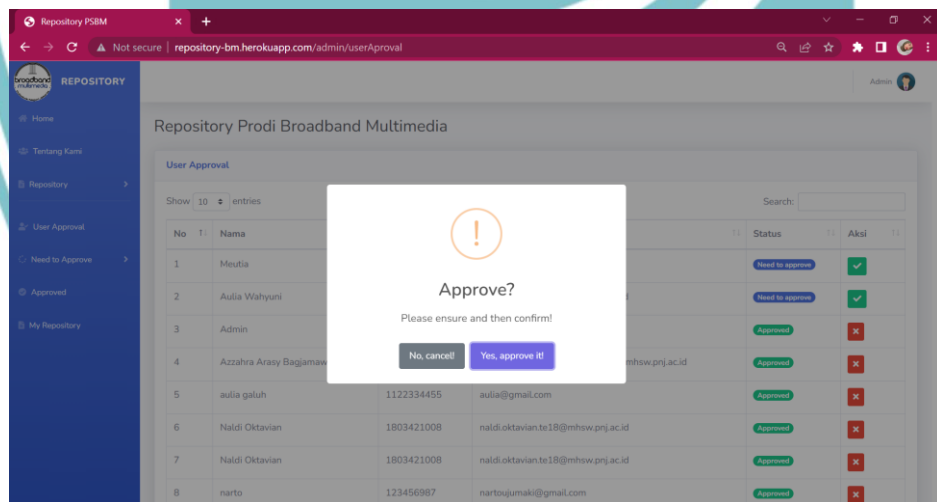 Repository PSBM
Not secure | repository-bm.herokuapp.com/admin/userAproval
broadband
multimedia
REPOSITORY
Admin
Home
Tentang Kami
Repository
User Approval
Need to Approve
Approved
My Repository
Repository Prodi Broadband Multimedia
User Approval
Show 10 entries
Search:
No Nama Status Aksi
1 Meutia Need to approve
2 Aulia Wahyuni Need to approve
3 Admin Approved
4 Azzahra Arasy Bagjamaw mhsw.pnj.ac.id Approved
5 aulia galuh 1122334455 aulia@gmail.com Approved
6 Naldi Oktavian 1803421008 naldi.oktavian.te18@mhsw.pnj.ac.id Approved
7 Naldi Oktavian 1803421008 naldi.oktavian.te18@mhsw.pnj.ac.id Approved
8 narto 123456987 nartoujumaki@gmail.com Approved
!
Approve?
Please ensure and then confirm!
No, cancel! Yes, approve it!